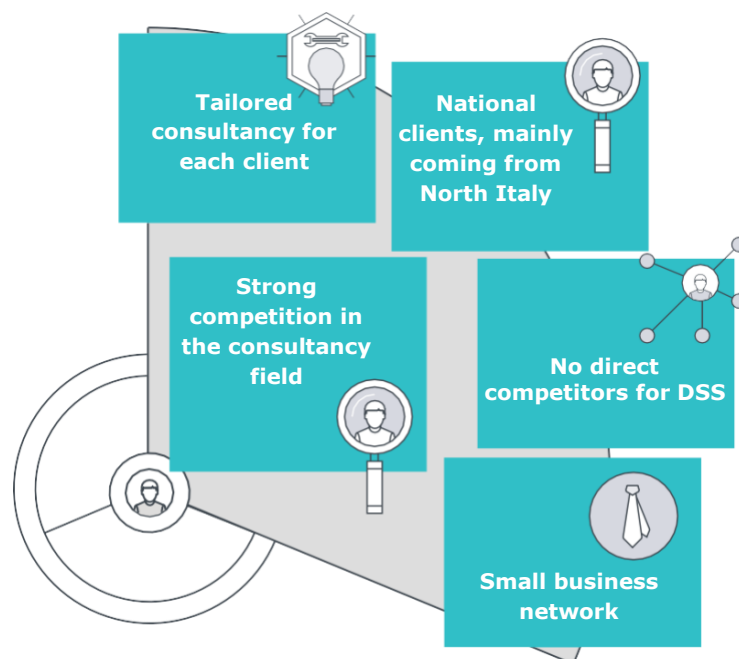 Tailored
consultancy for
each client
National
clients, mainly
coming from
North Italy
Strong
competition in
the consultancy
field
No direct
competitors for DSS
Small business
network